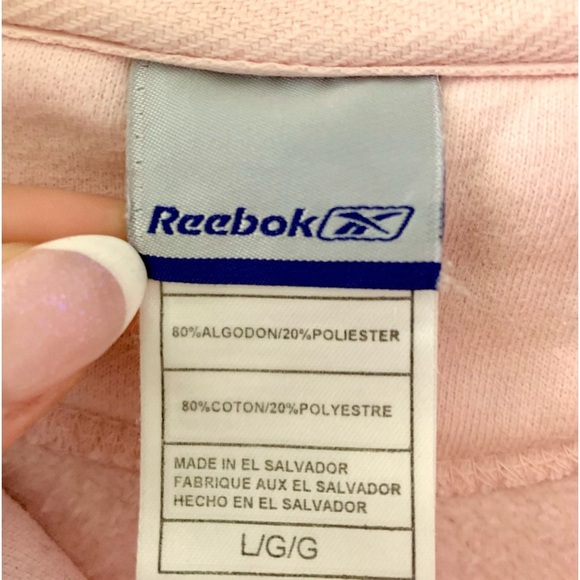 Reebok
80%ALGODON/20%POLIESTER
80%COTON/20%POLYESTRE
MADE IN EL SALVADOR
FABRIQUE AUX EL SALVADOR
HECHO EN EL SALVADOR
L/G/G